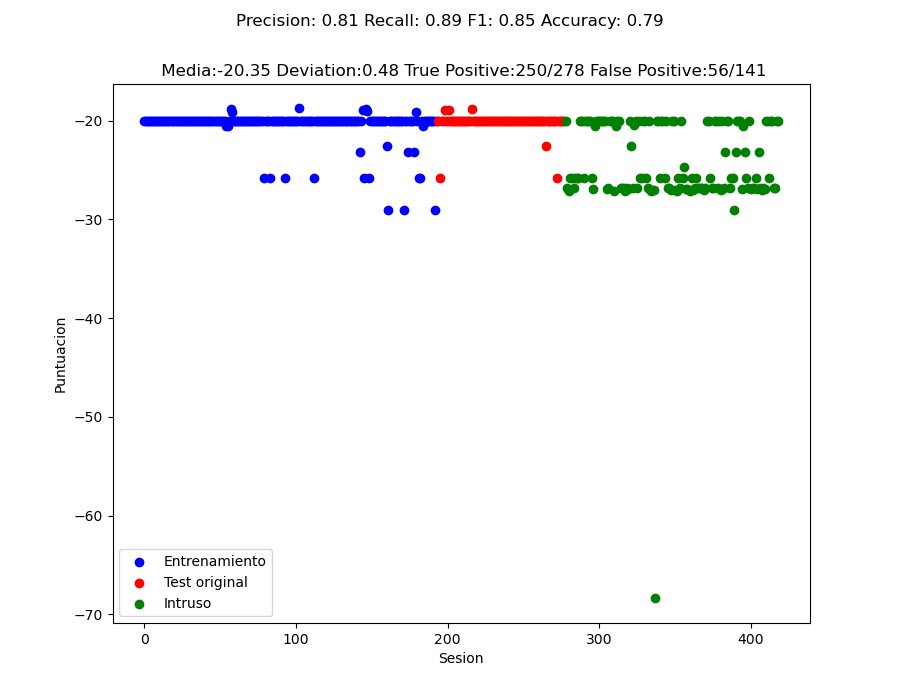 Precision: 0.81 Recall: 0.89 F1: 0.85 Accuracy: 0.79
Media:-20.35 Deviation:0.48 True Positive:250/278 False Positive:56/141
−20
−30
−40
−50
−60
−70
Puntuacion
Entrenamiento
Test original
Intruso
0
100
200
300
400
Sesion